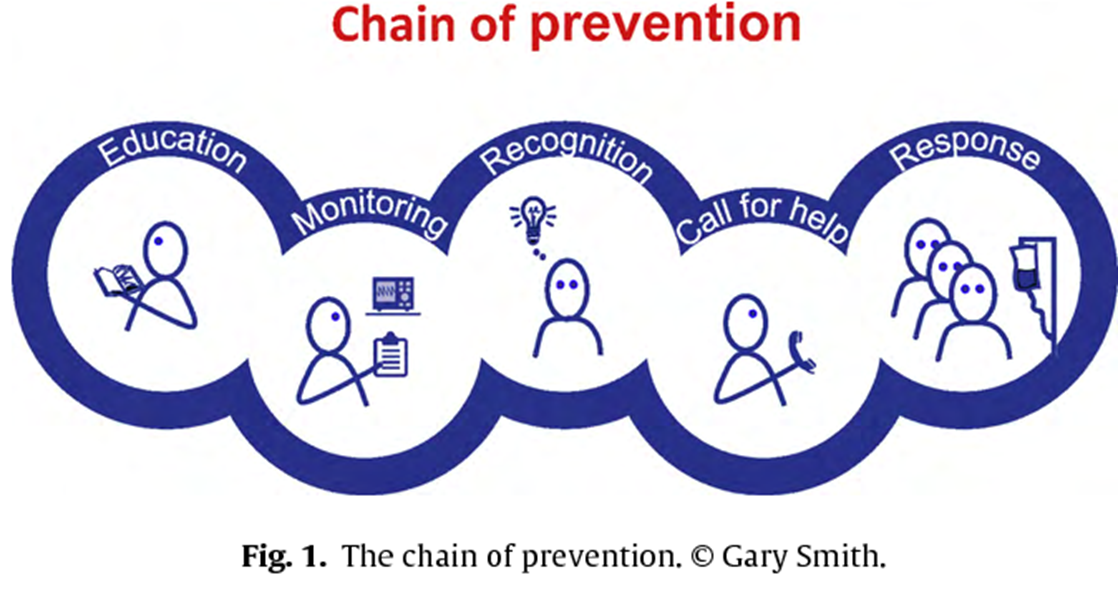 Chain of prevention
Education
Monitoring
Recognition
Call for help
Response
Fig. 1. The chain of prevention. © Gary Smith.